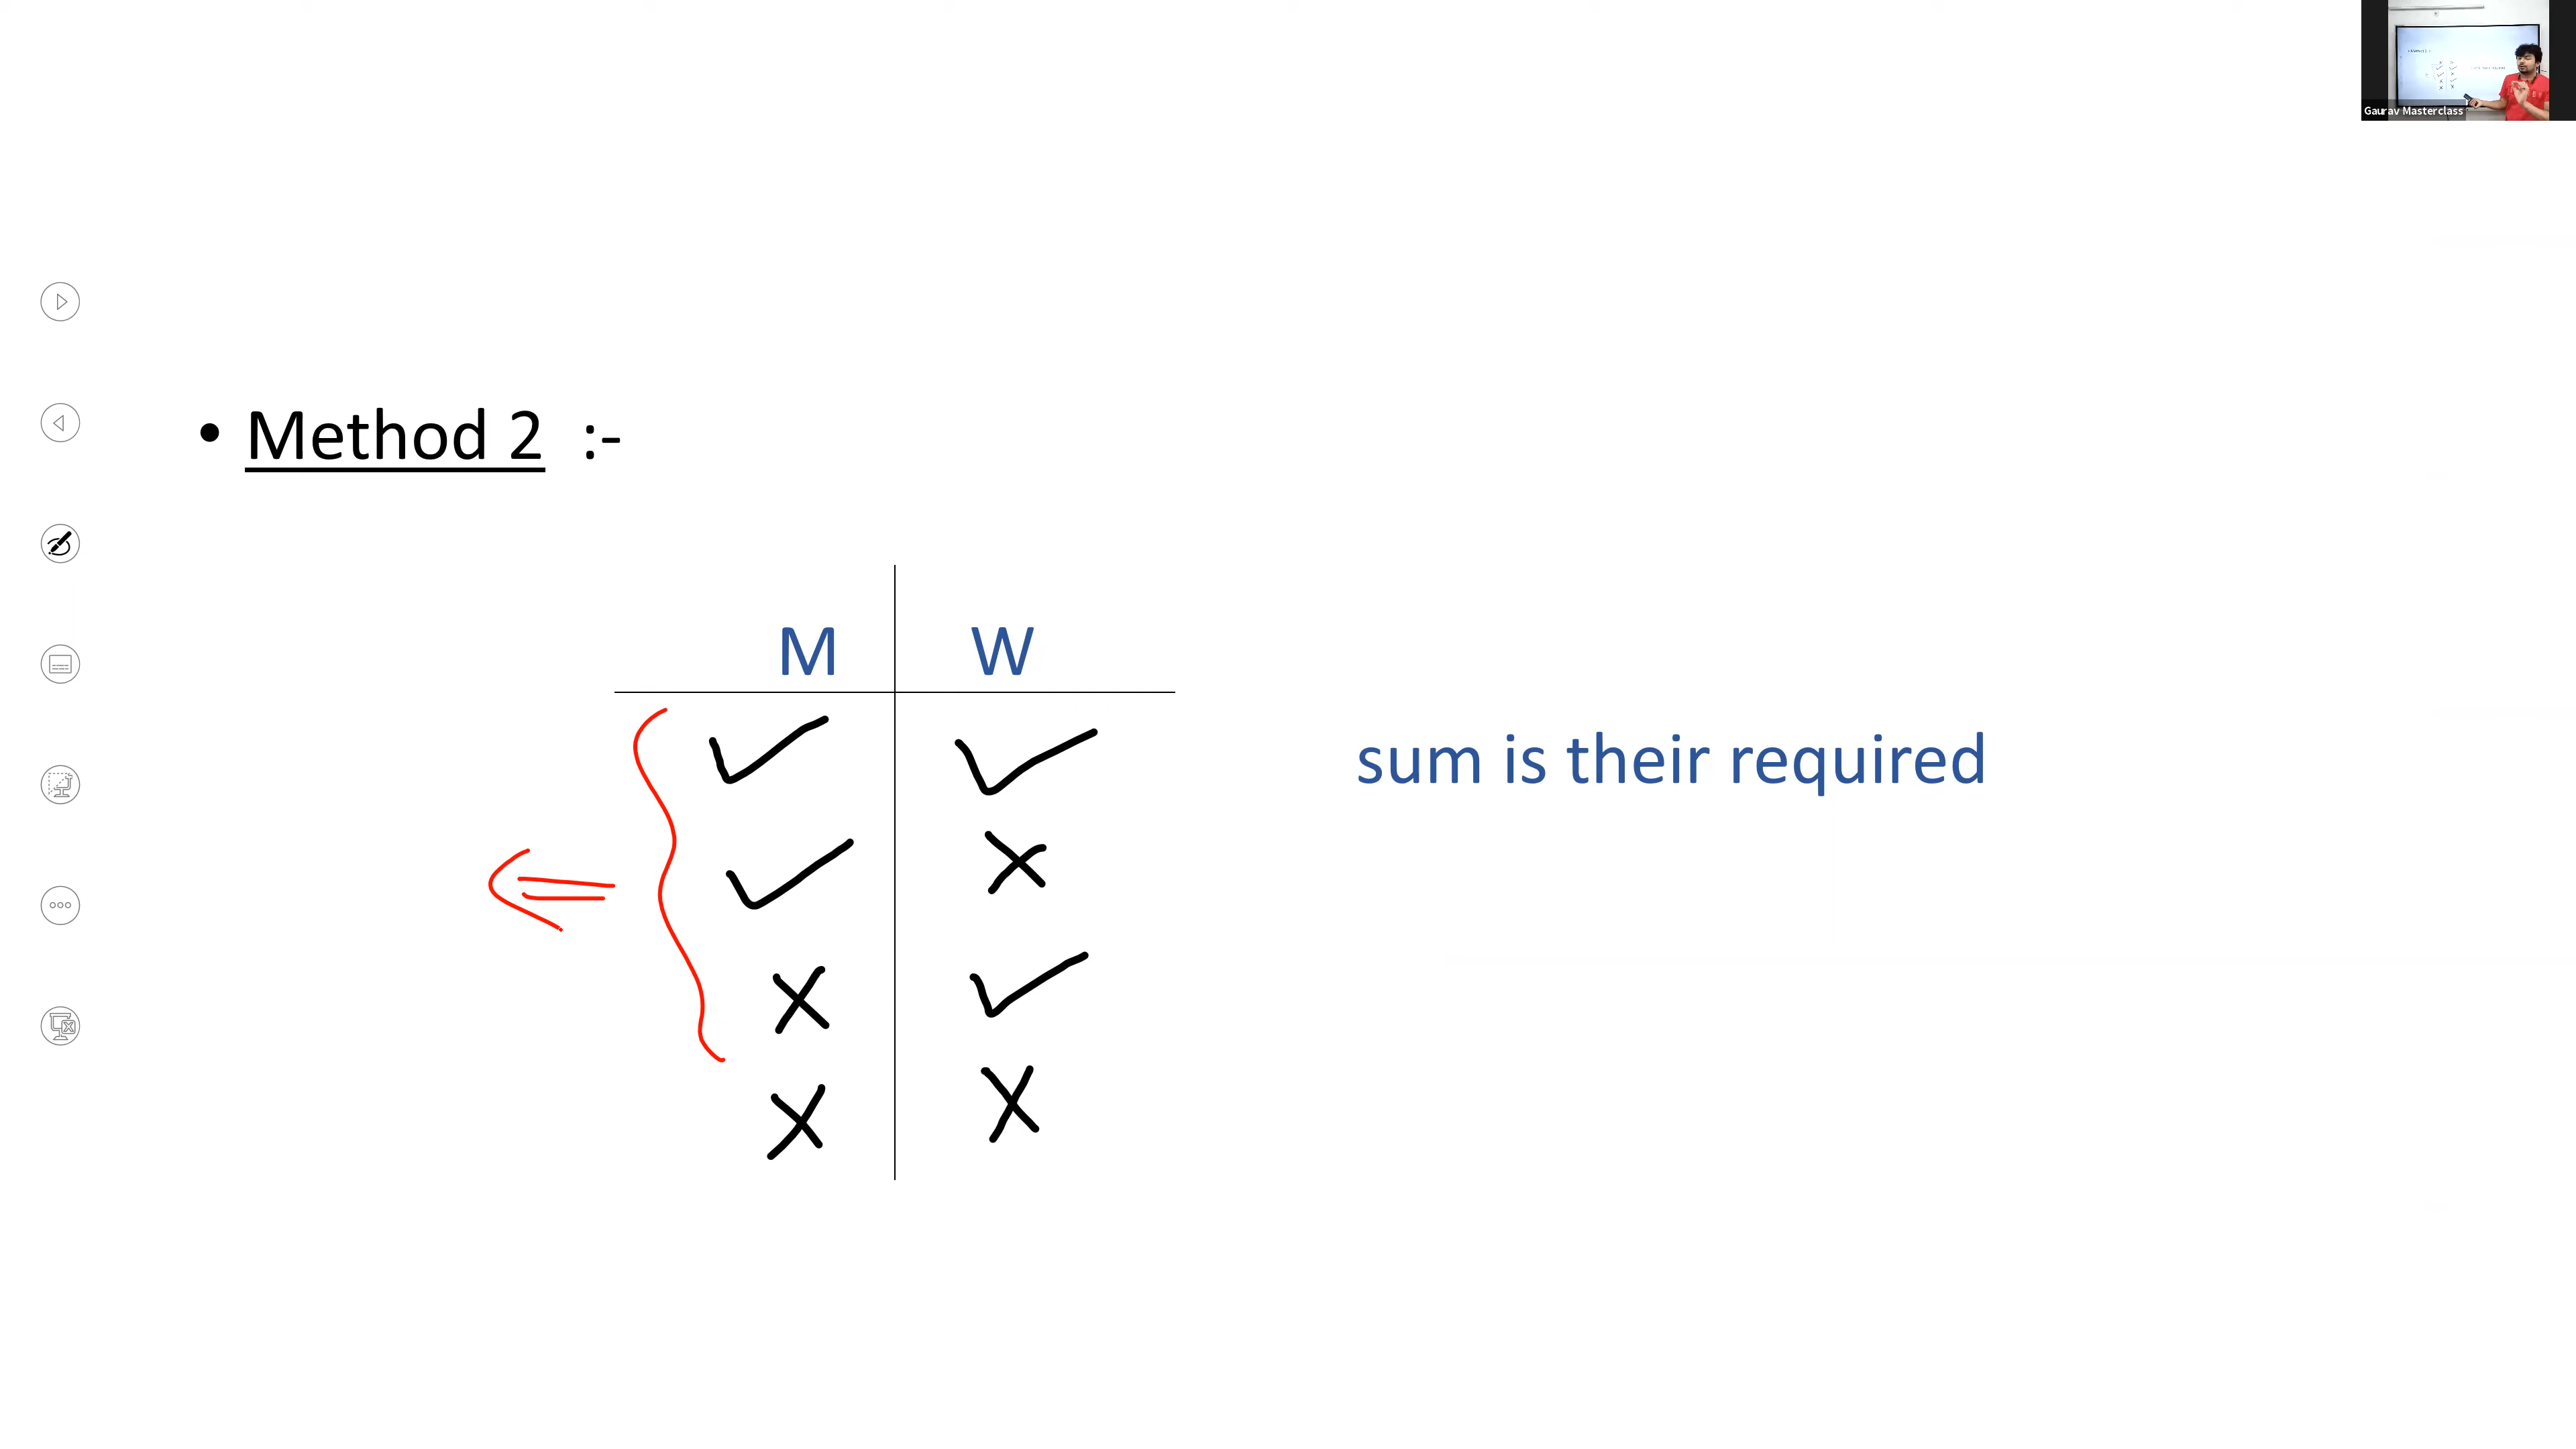 Gaurav Masterclass
• Method 2 :-
M W
✓ ✓
sum is their required
✓ ✗
✗ ✓
✗ ✗